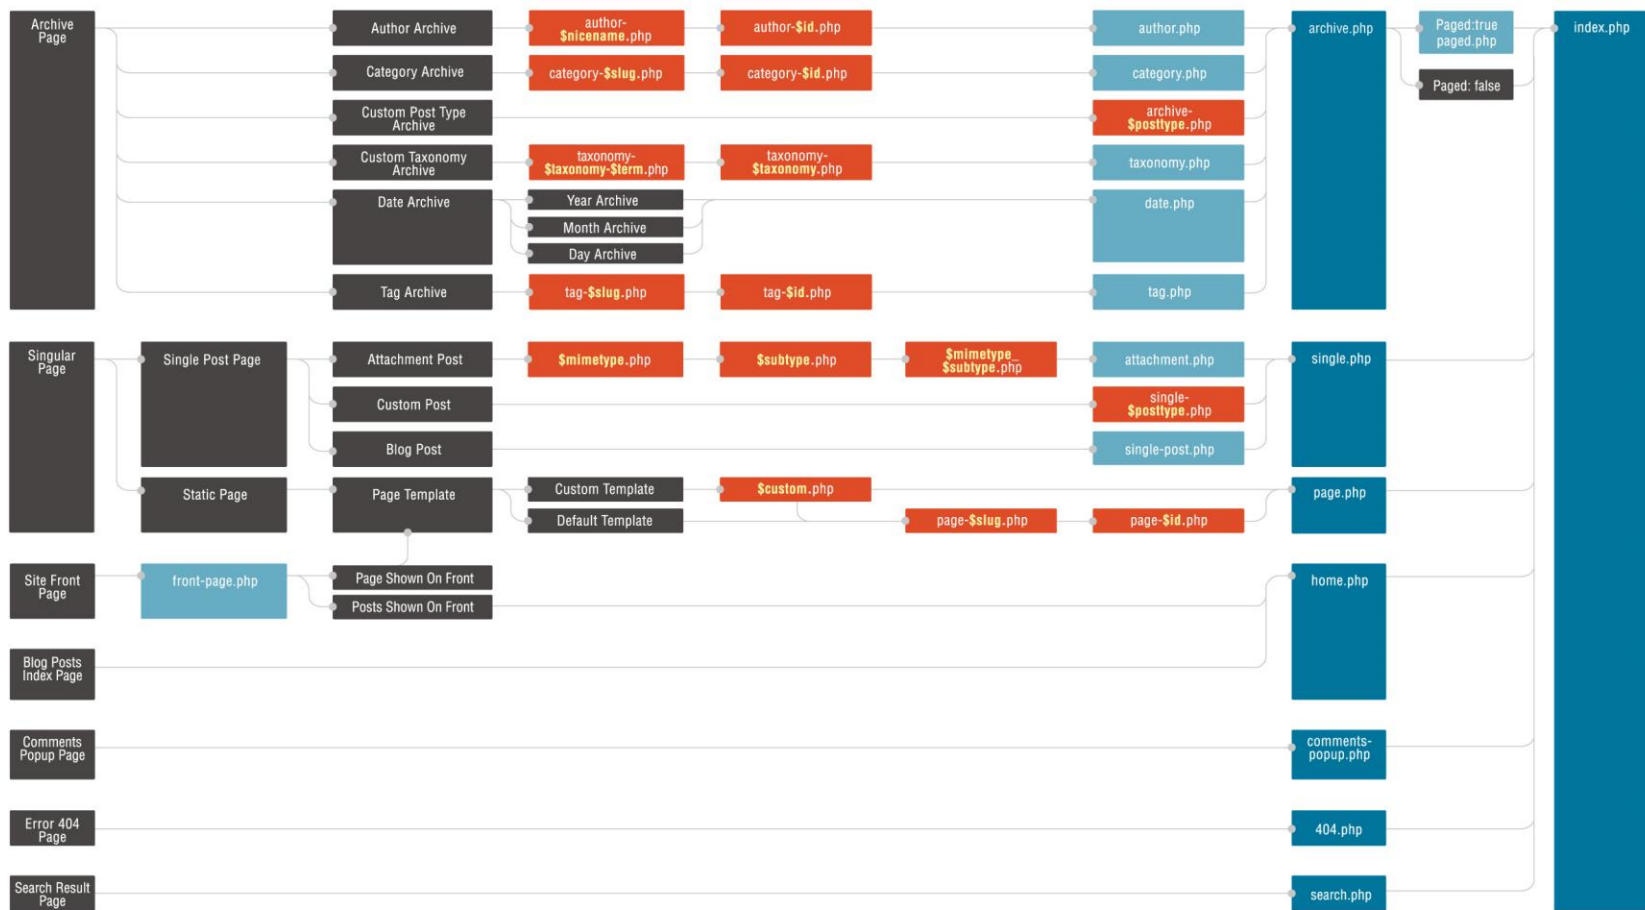 Archive
Page
Author Archive
author-
$nicename.php
author-$id.php
author.php
archive.php
Paged:true
paged.php
index.php
Category Archive
category-$slug.php
category-$id.php
category.php
Paged: false
Custom Post Type
Archive
archive-
$posttype.php
Custom Taxonomy
Archive
taxonomy-
$taxonomy-$term.php
taxonomy-
$taxonomy.php
taxonomy.php
Date Archive
Year Archive
Month Archive
Day Archive
date.php
Tag Archive
tag-$slug.php
tag-$id.php
tag.php
Singular
Page
Single Post Page
Attachment Post
$mimetype.php
$subtype.php
$mimetype_
$subtype.php
attachment.php
single.php
Custom Post
single-
$posttype.php
Blog Post
single-post.php
Static Page
Page Template
Custom Template
$custom.php
page.php
Default Template
page-$slug.php
page-$id.php
Site Front
Page
front-page.php
Page Shown On Front
Posts Shown On Front
home.php
Blog Posts
Index Page
Comments
Popup Page
comments-
popup.php
Error 404
Page
404.php
Search Result
Page
search.php